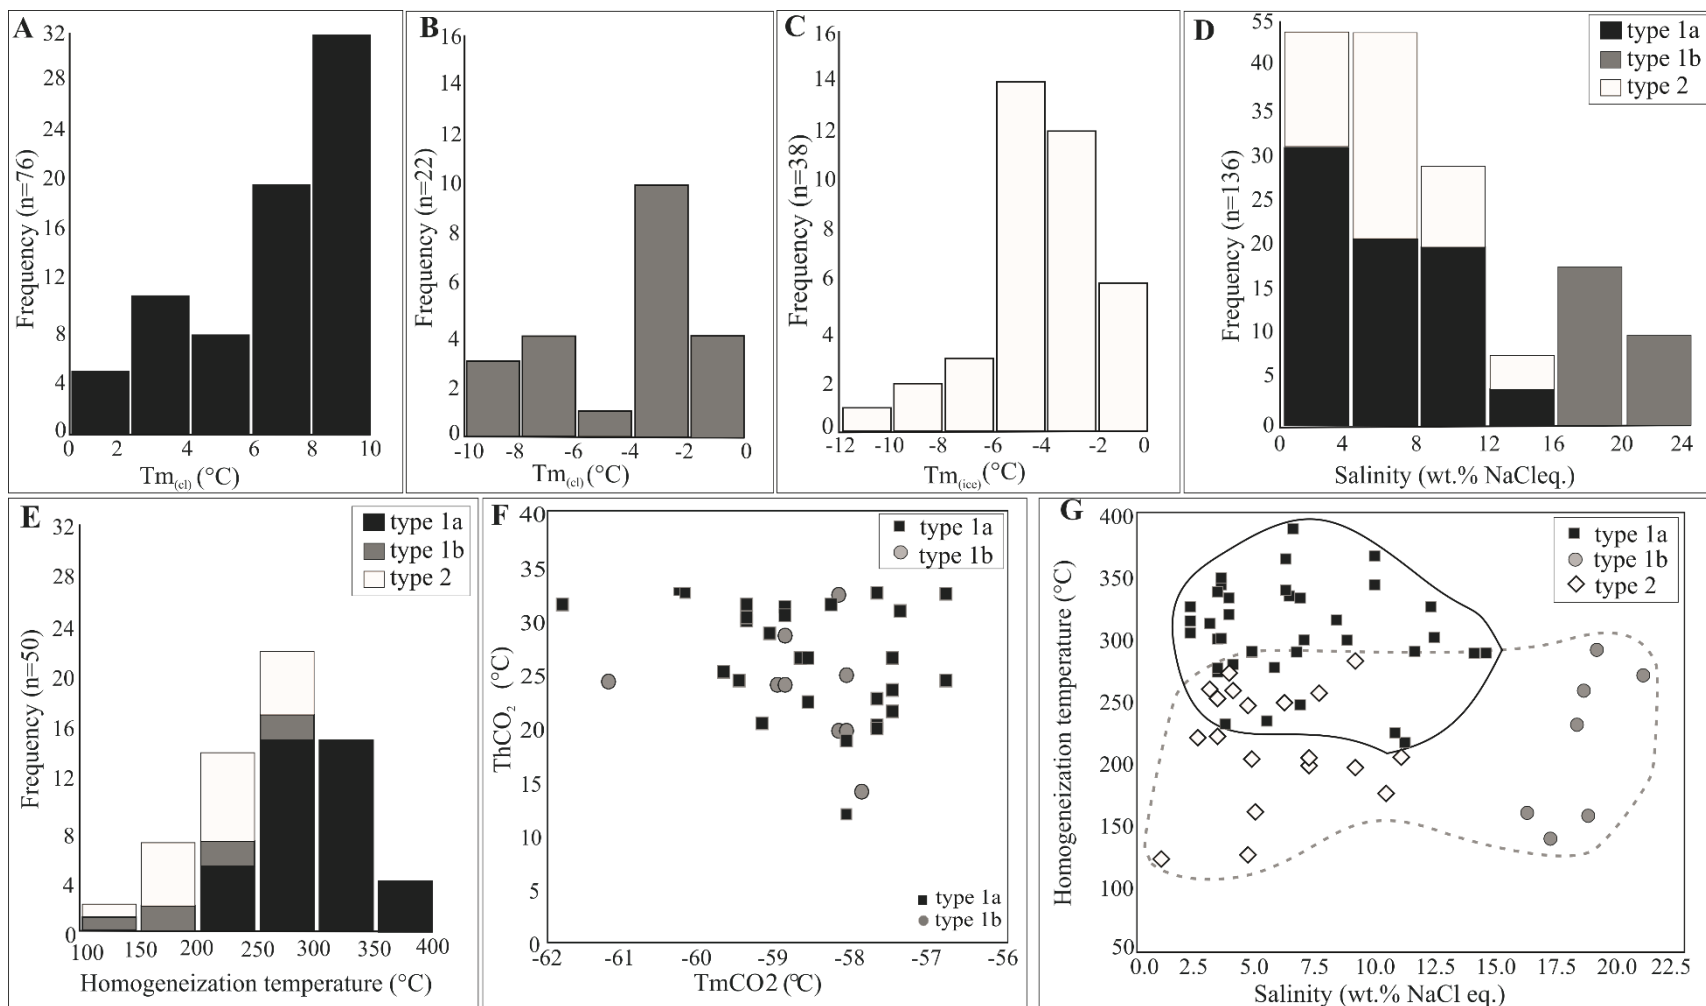 A
32
28
24
20
16
12
8
4
0
Frequency (n=76)
0 2 4 6 8 10
Tm(cl) (°C)
B
16
14
12
10
8
6
4
2
0
Frequency (n=22)
-10 -8 -6 -4 -2 0
Tm(cl) (°C)
C
16
14
12
14
6
4
2
0
Frequency (n=38)
-12 -10 -8 -6 -4 -2 0
Tm(ice) (°C)
D
55
50
40
35
30
25
20
15
10
5
0
Frequency (n=136)
type 1a
type 1b
type 2
0 4 8 12 16 20 24
Salinity (wt.% NaCleq.)
E
32
28
24
20
16
12
8
4
0
Frequency (n=50)
type 1a
type 1b
type 2
100 150 200 250 300 350 400
Homogeneization temperature (°C)
F
40
35
30
25
20
15
10
5
0
ThCO2 (°C)
type 1a
type 1b
type 1a
type 1b
-62 -61 -60 -59 -58 -57 -56
TmCO2 (°C)
G
400
350
300
250
200
150
100
50
Homogeneization temperature (°C)
type 1a
type 1b
type 2
0.0 2.5 5.0 7.5 10.0 15.0 17.5 20.0 22.5
Salinity (wt.% NaCl eq.)